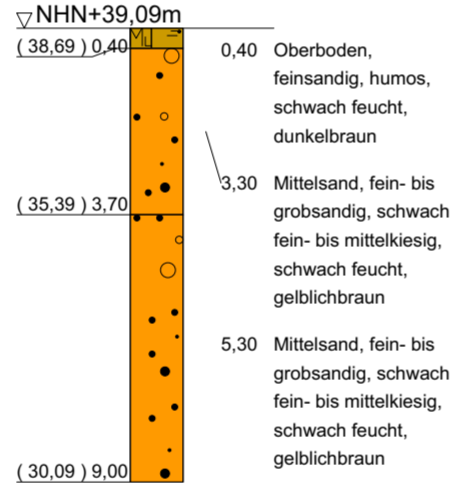 NHN+39,09m
( 38,69 ) 0,40
Mu
0,40 Oberboden,
feinsandig, humos,
schwach feucht,
dunkelbraun
3,30 Mittelsand, fein- bis
grobsandig, schwach
fein- bis mittelkiesig,
schwach feucht,
gelblichbraun
( 35,39 ) 3,70
5,30 Mittelsand, fein- bis
grobsandig, schwach
fein- bis mittelkiesig,
schwach feucht,
gelblichbraun
( 30,09 ) 9,00